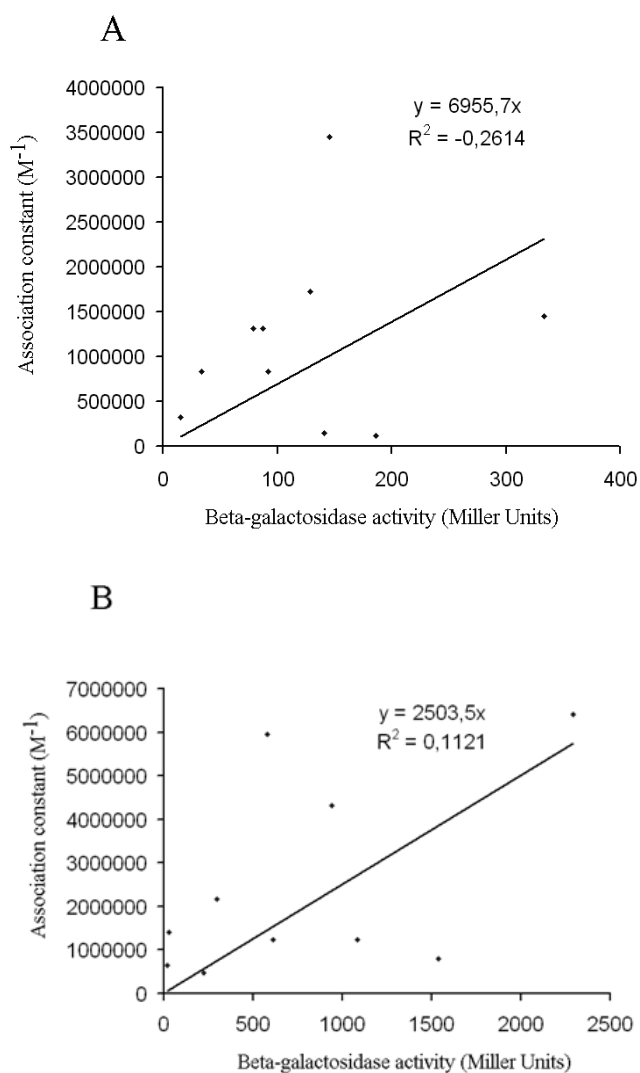 A
4000000
3500000
3000000
2500000
2000000
1500000
1000000
500000
0
Association constant (M⁻¹)
y = 6955,7x
R² = -0,2614
0 100 200 300 400
Beta-galactosidase activity (Miller Units)
B
7000000
6000000
5000000
4000000
3000000
2000000
1000000
0
Association constant (M⁻¹)
y = 2503,5x
R² = 0,1121
0 500 1000 1500 2000 2500
Beta-galactosidase activity (Miller Units)